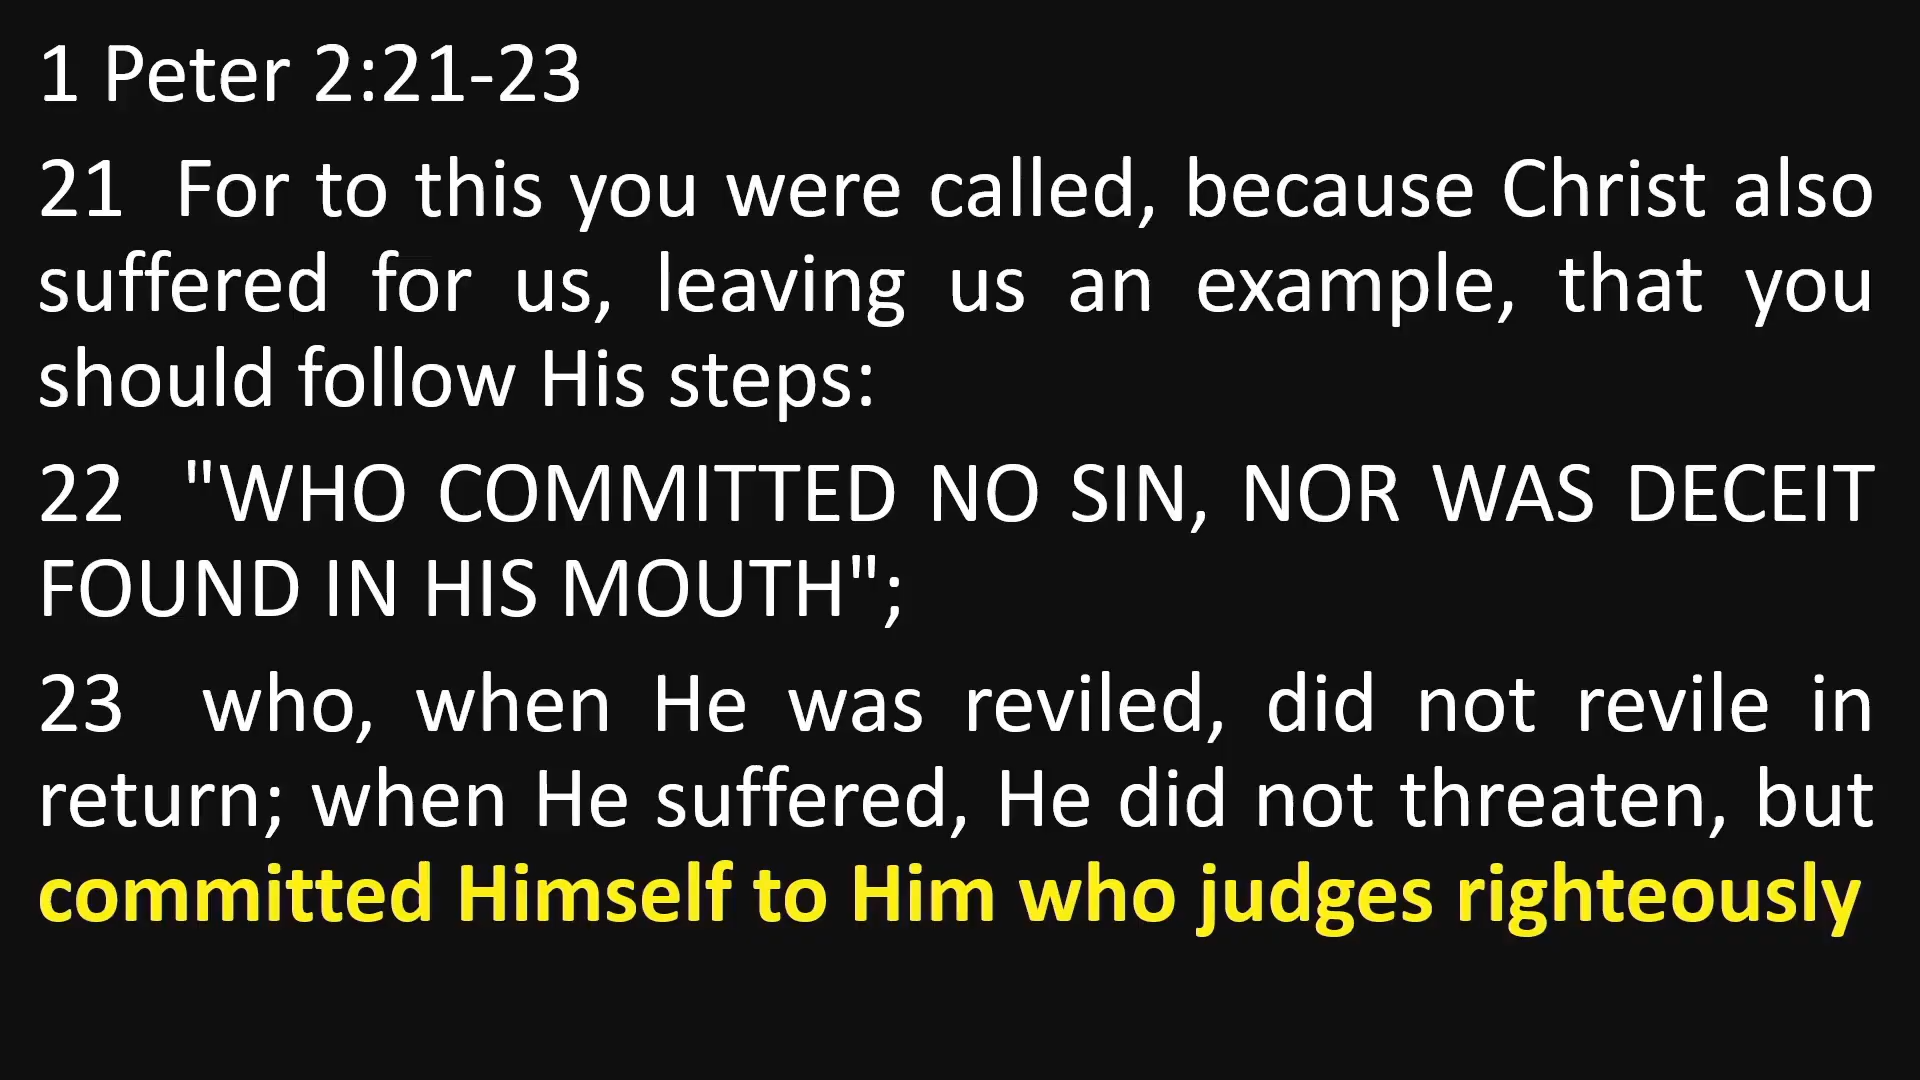 1 Peter 2:21-23
21 For to this you were called, because Christ also
suffered for us, leaving us an example, that you
should follow His steps:
22 "WHO COMMITTED NO SIN, NOR WAS DECEIT
FOUND IN HIS MOUTH";
23 who, when He was reviled, did not revile in
return; when He suffered, He did not threaten, but
committed Himself to Him who judges righteously